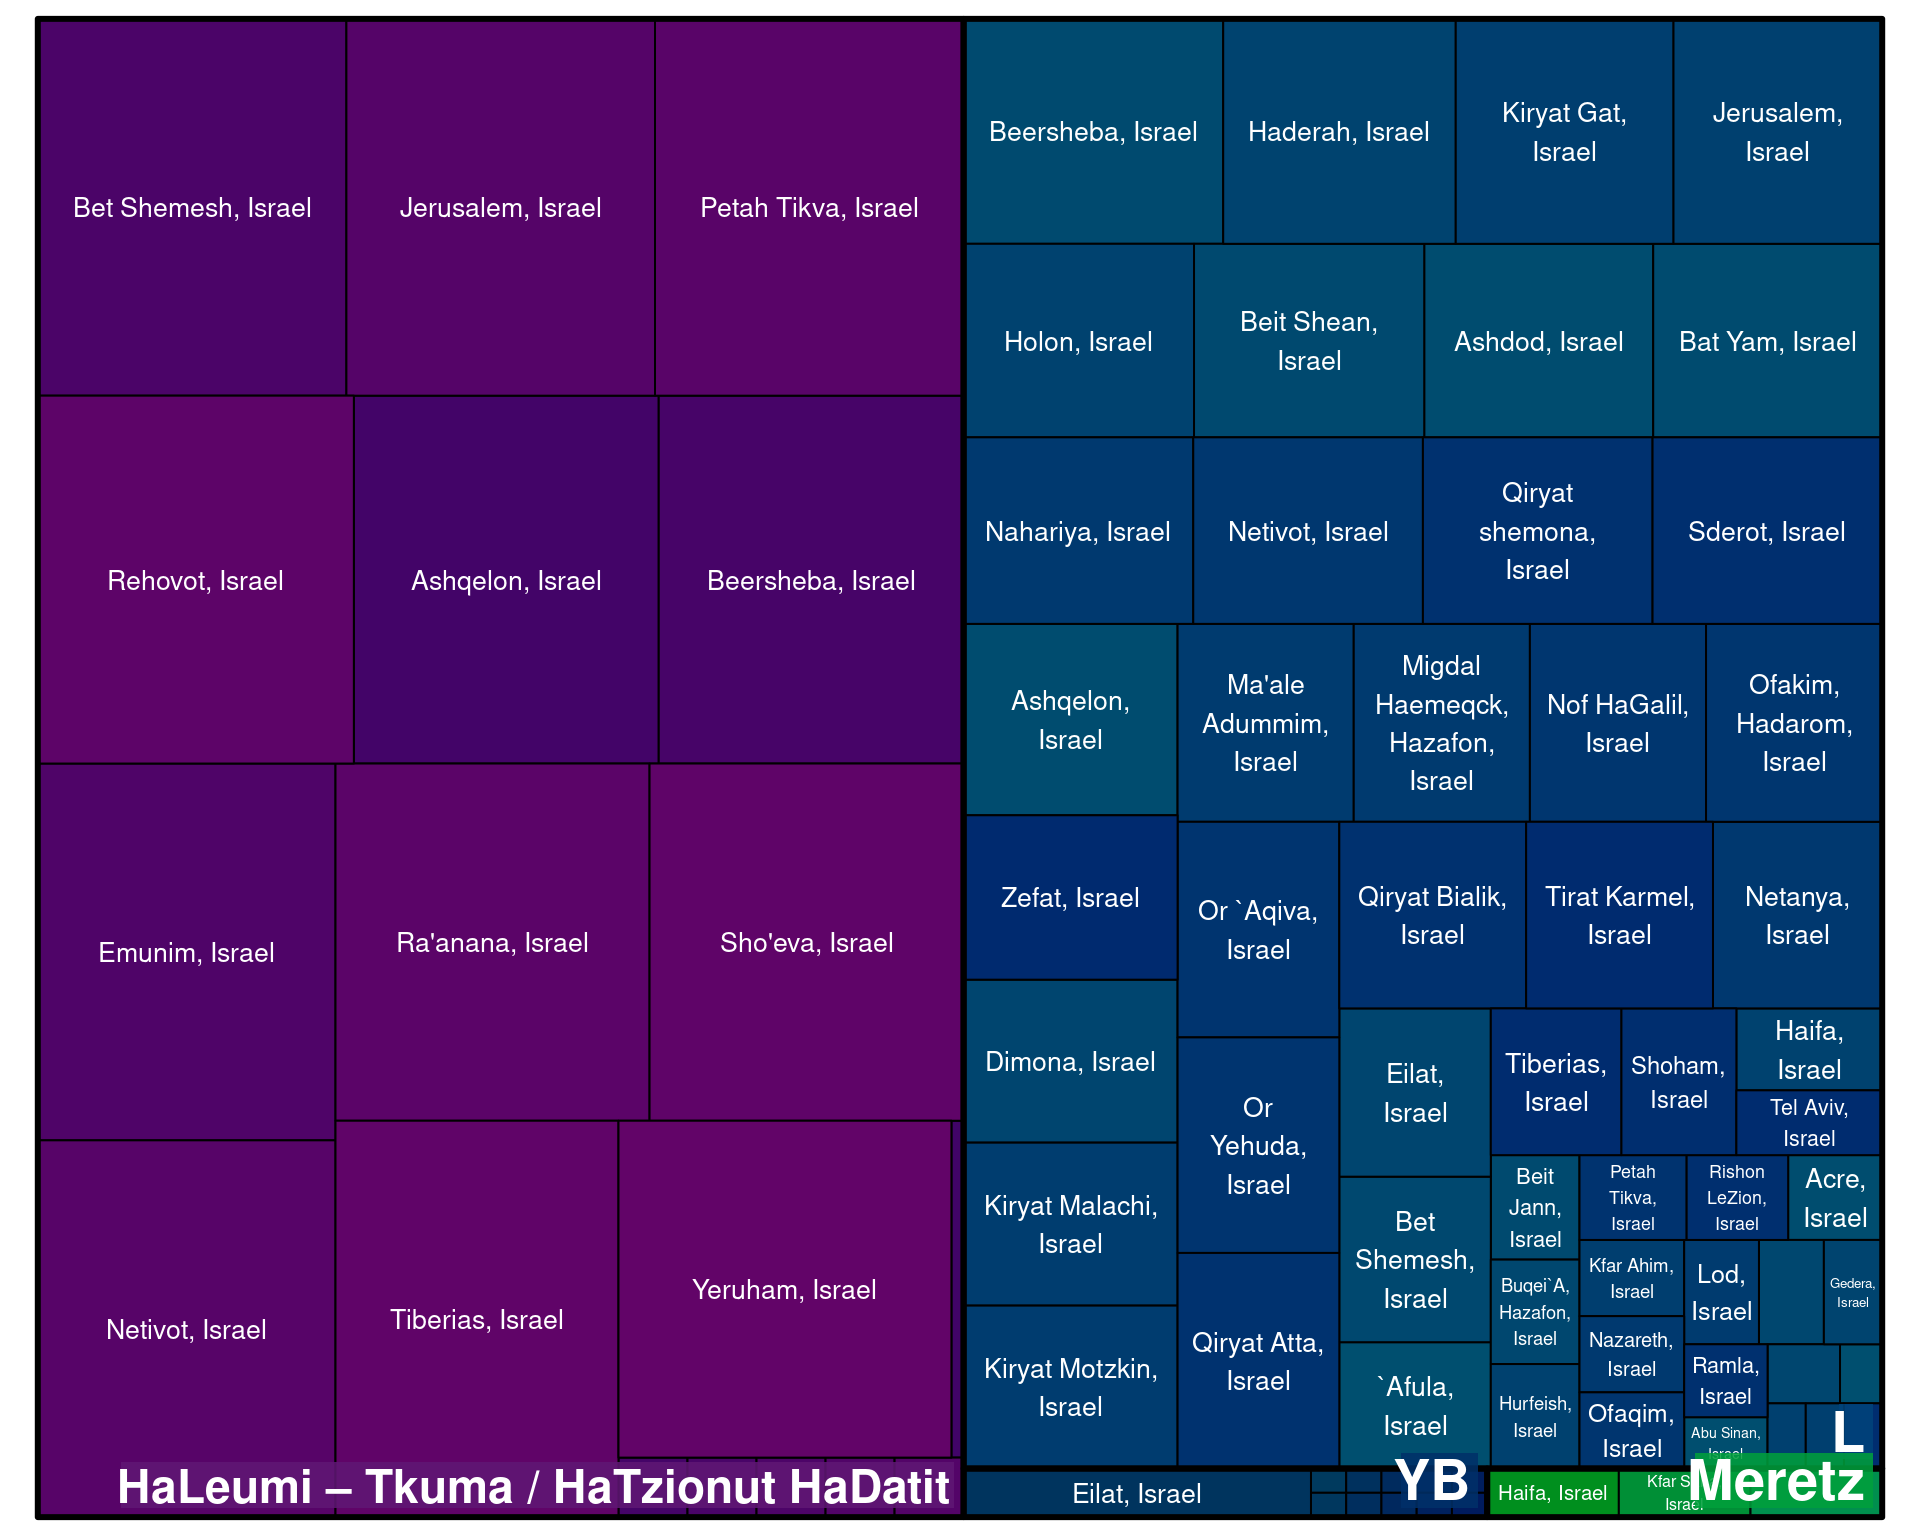 Bet Shemesh, Israel
Jerusalem, Israel
Petah Tikva, Israel
Rehovot, Israel
Ashqelon, Israel
Beersheba, Israel
Emunim, Israel
Ra'anana, Israel
Sho'eva, Israel
Netivot, Israel
Tiberias, Israel
Yeruham, Israel
HaLeumi – Tkuma / HaTzionut HaDatit
Beersheba, Israel
Haderah, Israel
Kiryat Gat,
Israel
Jerusalem,
Israel
Holon, Israel
Beit Shean,
Israel
Ashdod, Israel
Bat Yam, Israel
Nahariya, Israel
Netivot, Israel
Qiryat
shemona,
Israel
Sderot, Israel
Ashqelon,
Israel
Ma'ale
Adummim,
Israel
Migdal
Haemeqck,
Hazafon,
Israel
Nof HaGalil,
Israel
Ofakim,
Hadarom,
Israel
Zefat, Israel
Or `Aqiva,
Israel
Qiryat Bialik,
Israel
Tirat Karmel,
Israel
Netanya,
Israel
Dimona, Israel
Or
Yehuda,
Israel
Eilat,
Israel
Tiberias,
Israel
Shoham,
Israel
Haifa,
Israel
Tel Aviv,
Israel
Kiryat Malachi,
Israel
Bet
Shemesh,
Israel
Beit
Jann,
Israel
Petah
Tikva,
Israel
Rishon
LeZion,
Israel
Acre,
Israel
Kiryat Motzkin,
Israel
Qiryat Atta,
Israel
`Afula,
Israel
Buqei`A,
Hazafon,
Israel
Kfar Ahim,
Israel
Lod,
Israel
Gedera,
Israel
Nazareth,
Israel
Ramla,
Israel
Hurfeish,
Israel
Ofaqim,
Israel
Abu Sinan,
Israel
L
Eilat, Israel
YB
Haifa, Israel
Kfar
Israel
Meretz